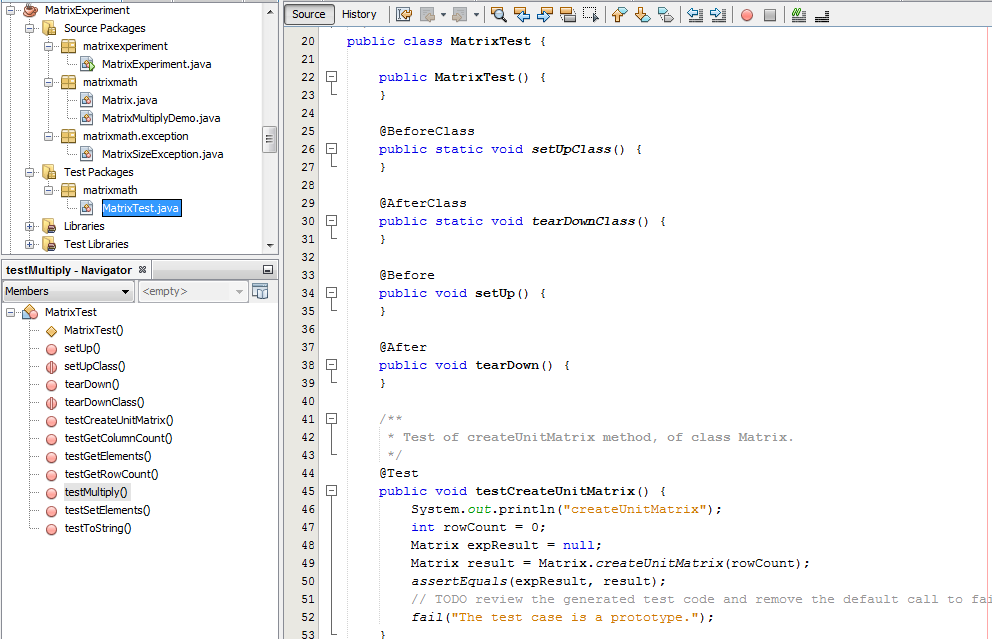 MatrixExperiment
Source Packages
matrixexperiment
MatrixExperiment.java
matrixmath
Matrix.java
MatrixMultiplyDemo.java
matrixmath.exception
MatrixSizeException.java
Test Packages
matrixmath
MatrixTest.java
Libraries
Test Libraries
testMultiply - Navigator
Members
<empty>
MatrixTest
MatrixTest()
setUp()
setUpClass()
tearDown()
tearDownClass()
testCreateUnitMatrix()
testGetColumnCount()
testGetElements()
testGetRowCount()
testMultiply()
testSetElements()
testToString()
Source History
20 public class MatrixTest {
21
22 public MatrixTest() {
23 }
24
25 @BeforeClass
26 public static void setUpClass() {
27 }
28
29 @AfterClass
30 public static void tearDownClass() {
31 }
32
33 @Before
34 public void setUp() {
35 }
36
37 @After
38 public void tearDown() {
39 }
40
41 /**
42 * Test of createUnitMatrix method, of class Matrix.
43 */
44 @Test
45 public void testCreateUnitMatrix() {
46 System.out.println("createUnitMatrix");
47 int rowCount = 0;
48 Matrix expResult = null;
49 Matrix result = Matrix.createUnitMatrix(rowCount);
50 assertEquals(expResult, result);
51 // TODO review the generated test code and remove the default call to fai
52 fail("The test case is a prototype.");
53 }